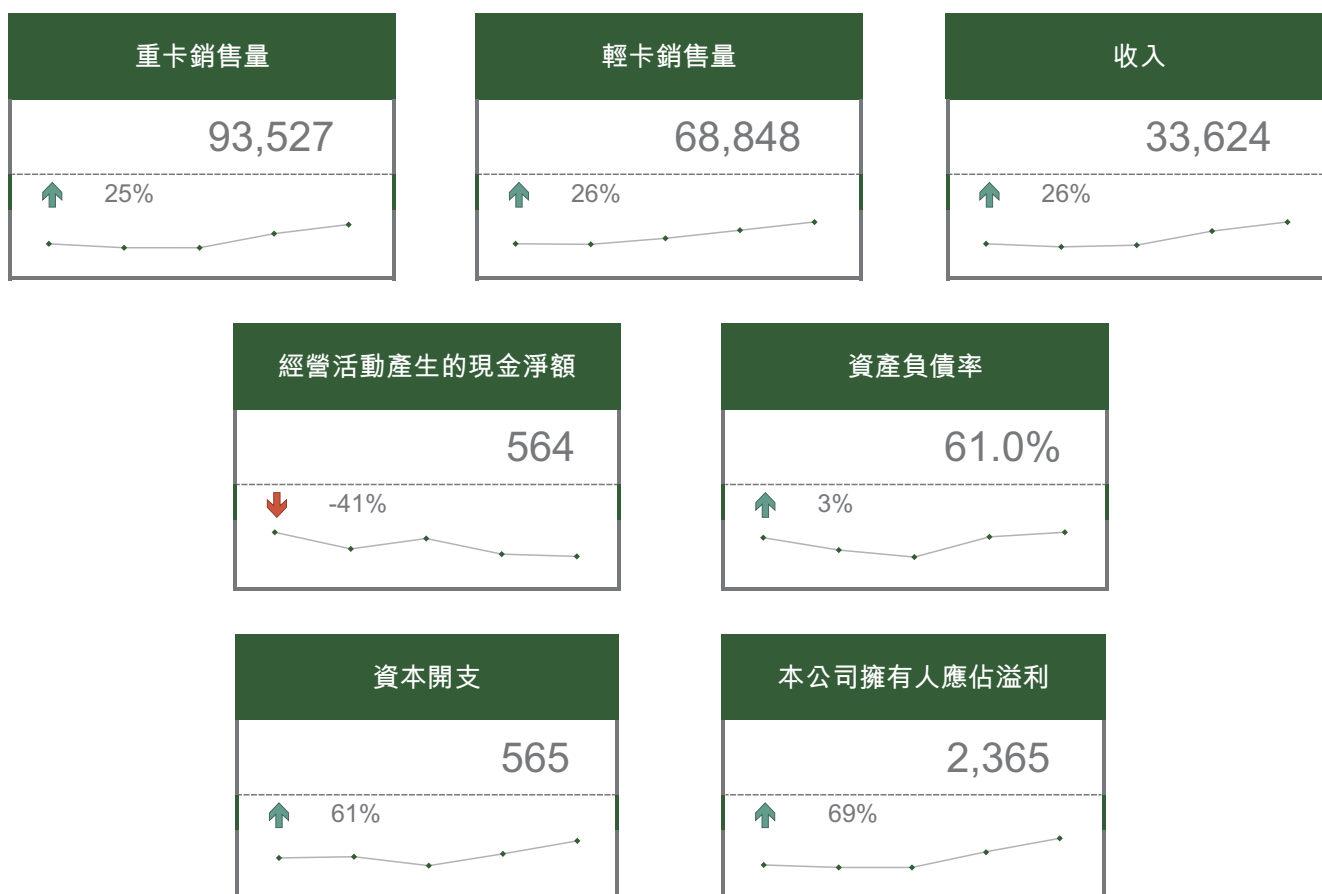 重卡銷售量
93,527
25%
輕卡銷售量
68,848
26%
收入
33,624
26%
經營活動產生的現金淨額
564
-41%
資產負債率
61.0%
3%
資本開支
565
61%
本公司擁有人應佔溢利
2,365
69%